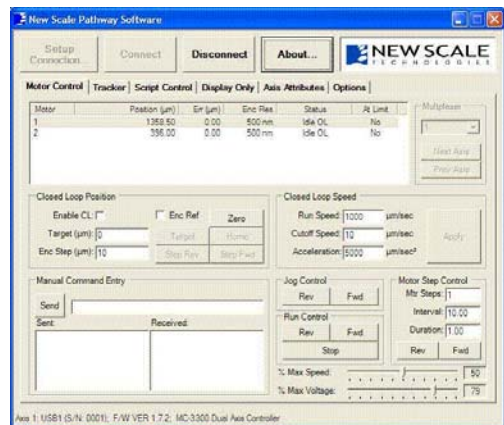 New Scale Pathway Software
Setup Connection... Connect Disconnect About... NEW SCALE TECHNOLOGIES
Motor Control Tracker Script Control Display Only Axis Attributes Options
Motor Position (µm) Err (µm) Enc Res Status At Limit
1 1358.50 0.00 500 nm Idle OL No
2 396.00 0.00 500 nm Idle OL No
Multiplexer
1
Next Axis
Prev Axis
Closed Loop Position
Enable CL: Enc Ref Zero
Target (µm): 0 Target Home
Enc Step (µm): 10 Step Rev Step Fwd
Closed Loop Speed
Run Speed: 1000 µm/sec
Cutoff Speed: 10 µm/sec
Acceleration: 5000 µm/sec²
Apply
Manual Command Entry
Send
Sent: Received:
Jog Control
Rev Fwd
Run Control
Rev Fwd
Stop
Motor Step Control
Mtr Steps: 1
Interval: 10.00
Duration: 1.00
Rev Fwd
% Max Speed: 50
% Max Voltage: 79
Axis 1: USB1 (S/N: 0001); F/W VER 1.7.2; MC-3300 Dual Axis Controller